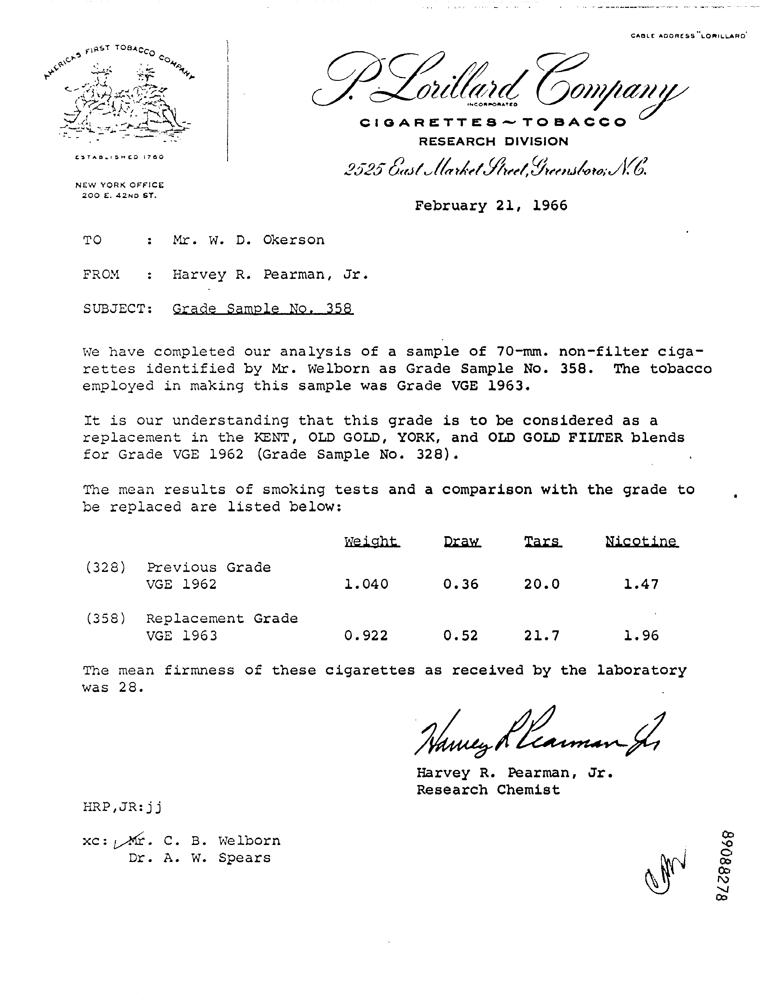 CABLE ADDRESS "LORILLARD"
AMERICA'S FIRST TOBACCO COMPANY
ESTABLISHED 1760
NEW YORK OFFICE
200 E. 42ND ST.
P. Lorillard Company
INCORPORATED
CIGARETTES ~ TOBACCO
RESEARCH DIVISION
2525 East Market Street, Greensboro, N.C.
February 21, 1966
TO : Mr. W. D. Okerson
FROM : Harvey R. Pearman, Jr.
SUBJECT: Grade Sample No. 358
We have completed our analysis of a sample of 70-mm. non-filter ciga-
rettes identified by Mr. Welborn as Grade Sample No. 358. The tobacco
employed in making this sample was Grade VGE 1963.
It is our understanding that this grade is to be considered as a
replacement in the KENT, OLD GOLD, YORK, and OLD GOLD FILTER blends
for Grade VGE 1962 (Grade Sample No. 328).
The mean results of smoking tests and a comparison with the grade to
be replaced are listed below:
Weight Draw Tars Nicotine
(328) Previous Grade
VGE 1962 1.040 0.36 20.0 1.47
(358) Replacement Grade
VGE 1963 0.922 0.52 21.7 1.96
The mean firmness of these cigarettes as received by the laboratory
was 28.
Harvey R Pearman Jr
Harvey R. Pearman, Jr.
Research Chemist
HRP,JR:jj
xc: Mr. C. B. Welborn
Dr. A. W. Spears
89088278